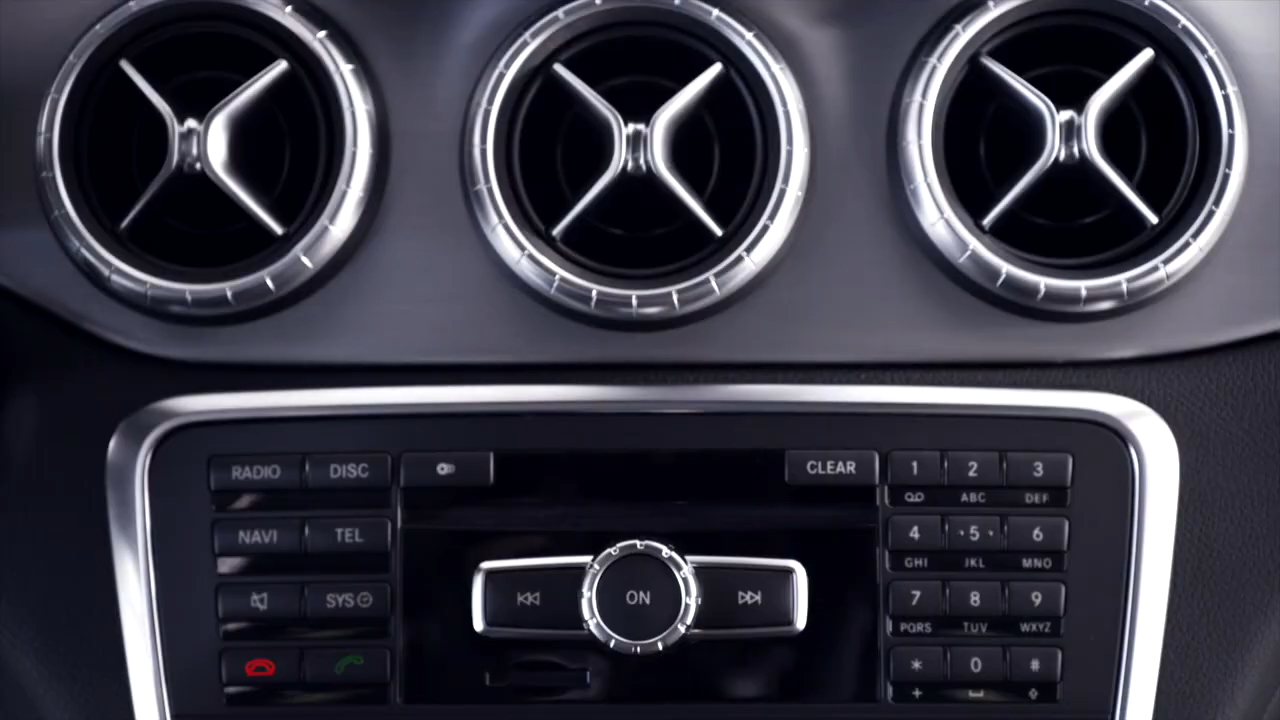 RADIO DISC CLEAR 1 2 3
ABC DEF
NAVI TEL 4 5 6
GHI JKL MNO
SYS ON 7 8 9
PQRS TUV WXYZ
* 0 #
+